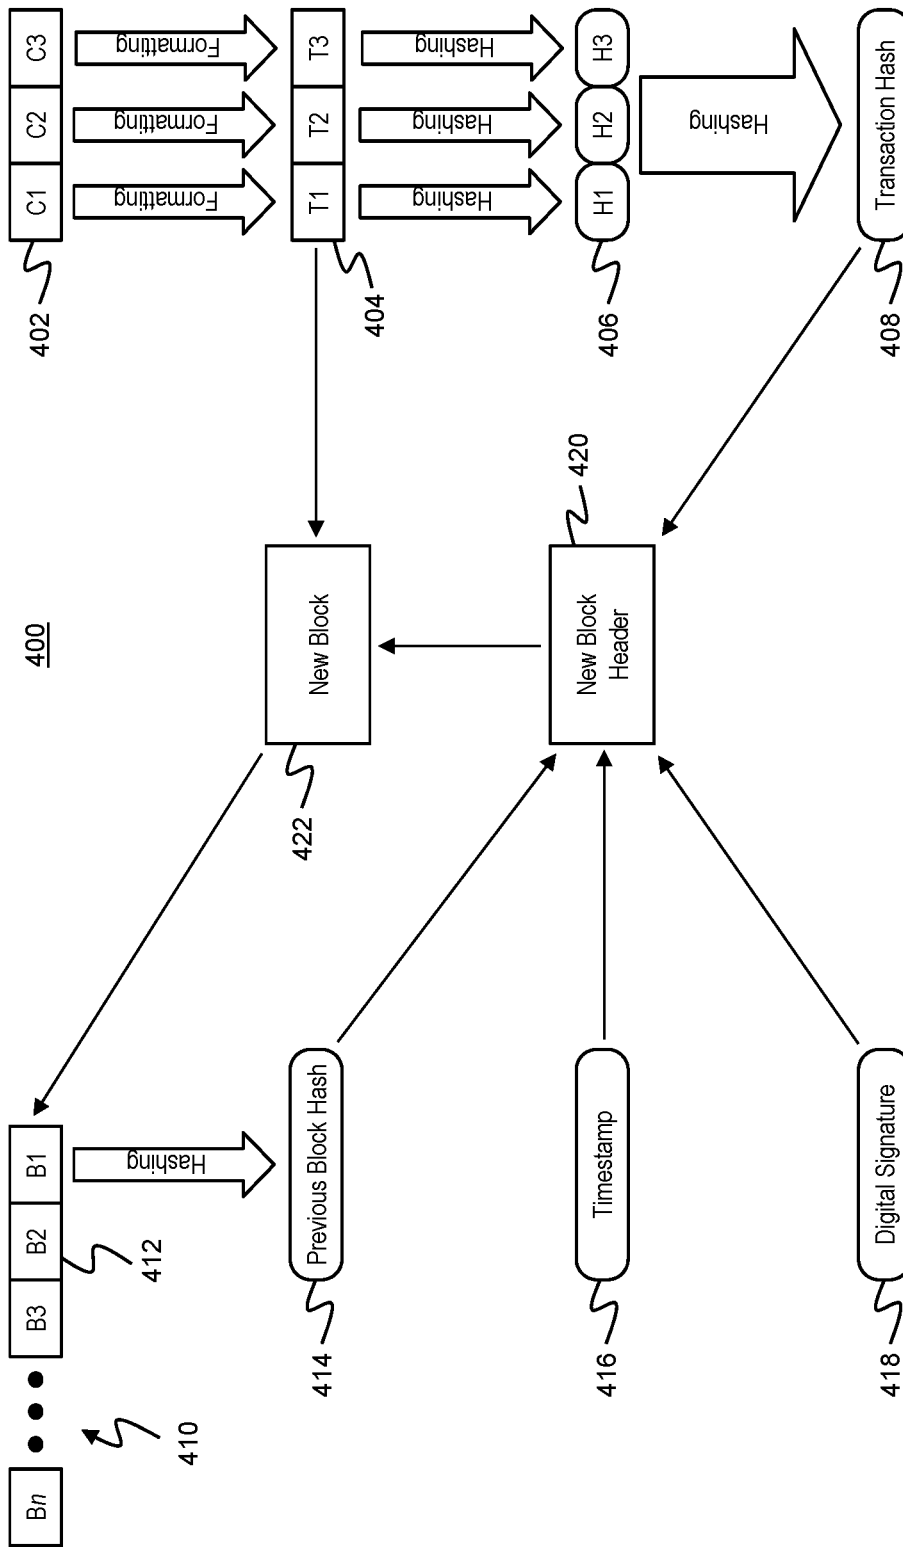 400
Bn
B3
B2
B1
410
412
Hashing
414
Previous Block Hash
416
Timestamp
418
Digital Signature
422
New Block
420
New Block
Header
C1
C2
C3
402
Formatting
Formatting
Formatting
T1
T2
T3
404
Hashing
Hashing
Hashing
H1
H2
H3
406
Hashing
Transaction Hash
408